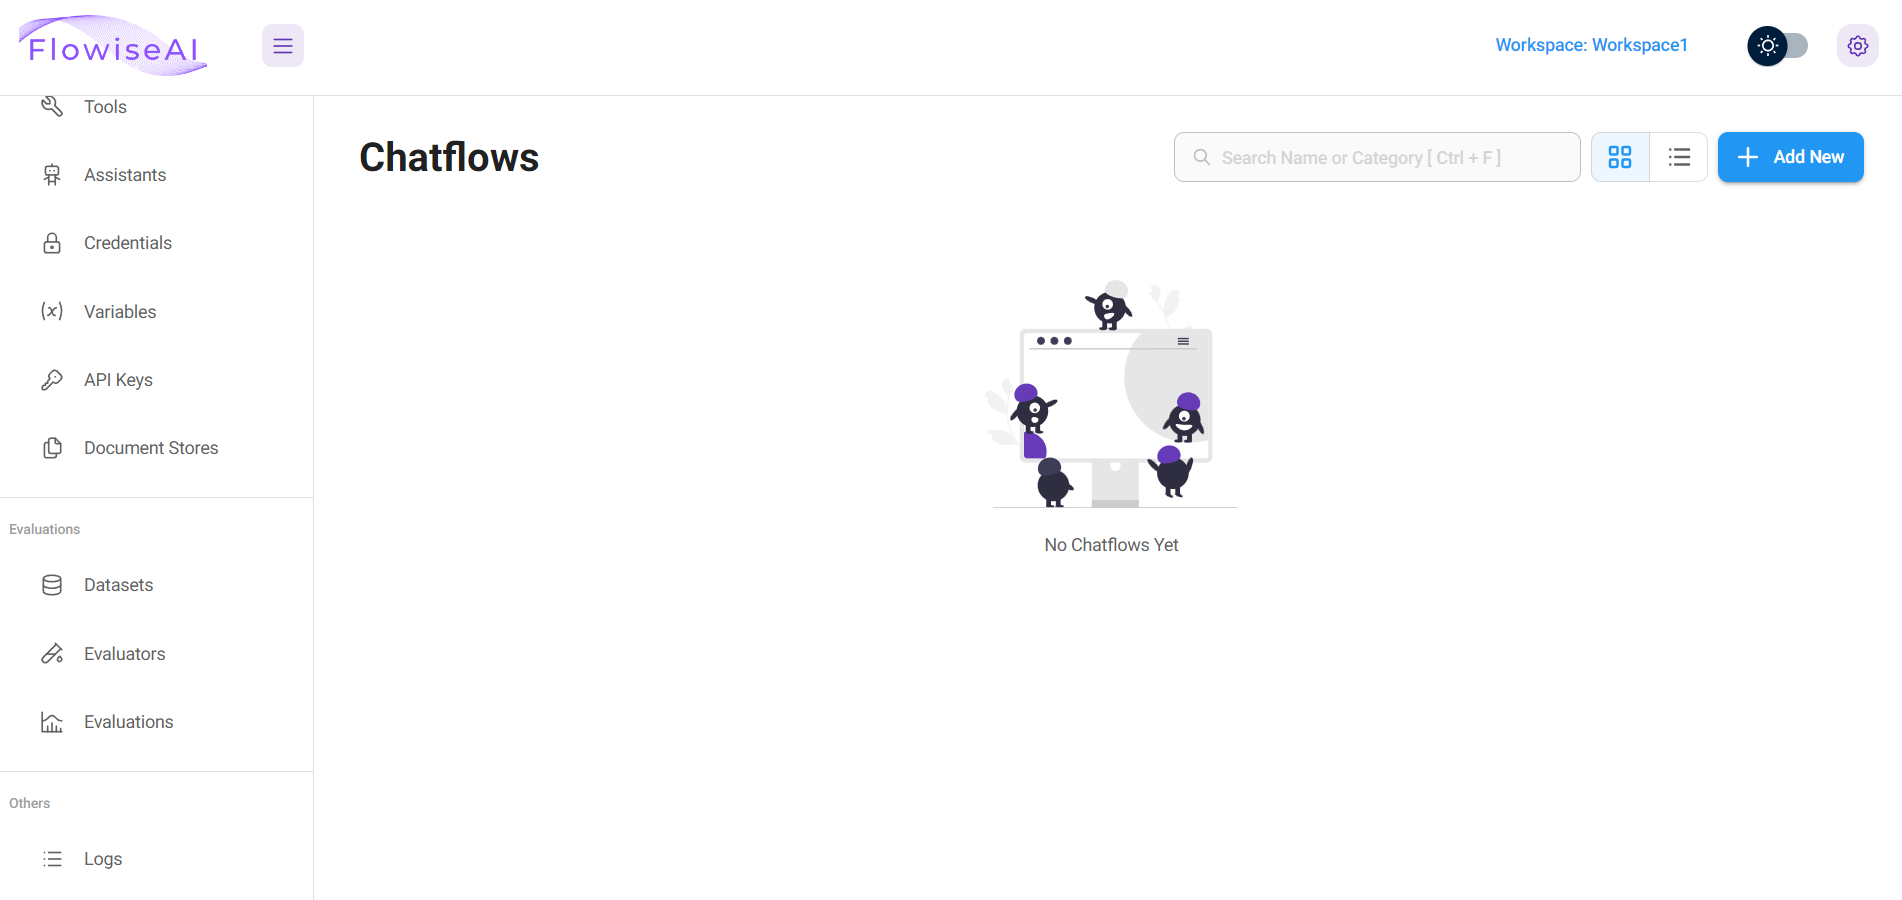 FlowiseAI
Workspace: Workspace1
Tools
Assistants
Credentials
Variables
API Keys
Document Stores
Evaluations
Datasets
Evaluators
Evaluations
Others
Logs
Chatflows
Search Name or Category [ Ctrl + F ]
Add New
No Chatflows Yet